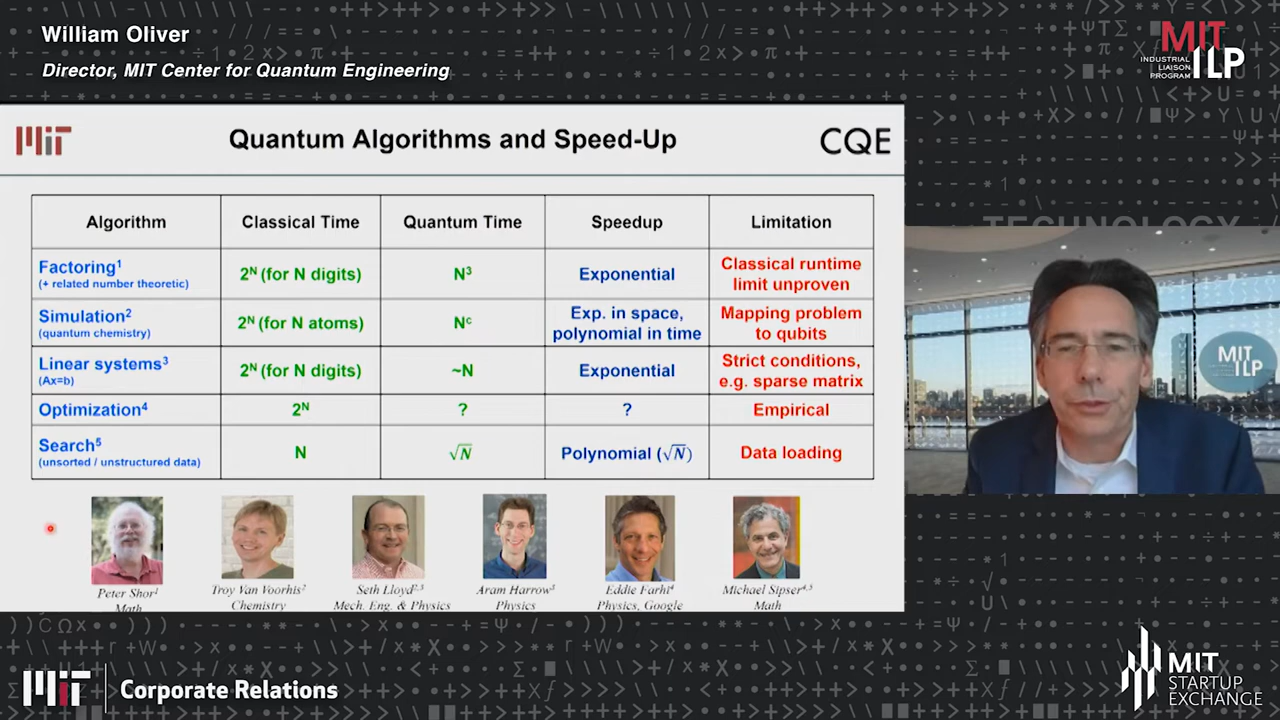 William Oliver
Director, MIT Center for Quantum Engineering
MIT
INDUSTRIAL
LIAISON
PROGRAM
ILP
MIT
Quantum Algorithms and Speed-Up
CQE
Algorithm
Classical Time
Quantum Time
Speedup
Limitation
Factoring¹
(+ related number theoretic)
2ᴺ (for N digits)
N³
Exponential
Classical runtime
limit unproven
Simulation²
(quantum chemistry)
2ᴺ (for N atoms)
Nᶜ
Exp. in space,
polynomial in time
Mapping problem
to qubits
Linear systems³
(Ax=b)
2ᴺ (for N digits)
~N
Exponential
Strict conditions,
e.g. sparse matrix
Optimization⁴
2ᴺ
?
?
Empirical
Search⁵
(unsorted / unstructured data)
N
√N
Polynomial (√N)
Data loading
Peter Shor¹
Math
Troy Van Voorhis²
Chemistry
Seth Lloyd²,³
Mech. Eng. & Physics
Aram Harrow³
Physics
Eddie Farhi⁴
Physics, Google
Michael Sipser⁴,⁵
Math
TECHNOLOGY
MIT
ILP
MIT
Corporate Relations
MIT
STARTUP
EXCHANGE